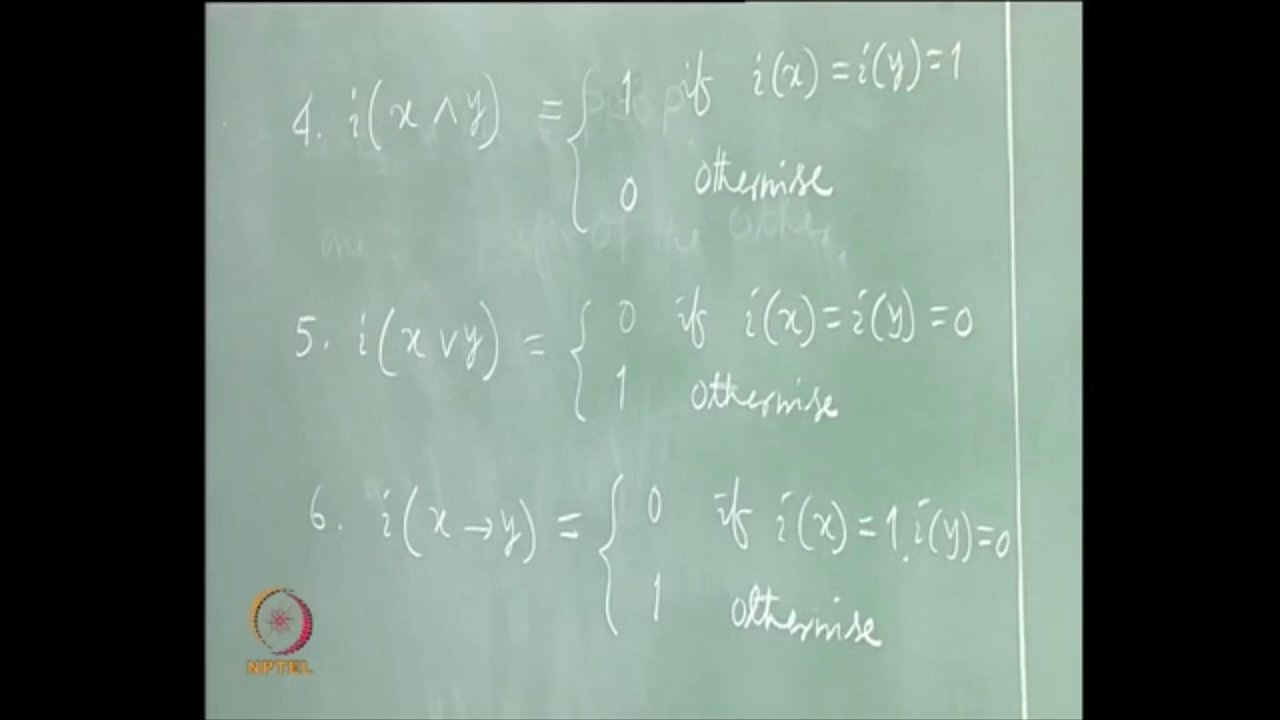 4. i(x ∧ y) = { 1 if i(x) = i(y) = 1
0 otherwise
5. i(x ∨ y) = { 0 if i(x) = i(y) = 0
1 otherwise
6. i(x → y) = { 0 if i(x) = 1, i(y) = 0
1 otherwise
NPTEL